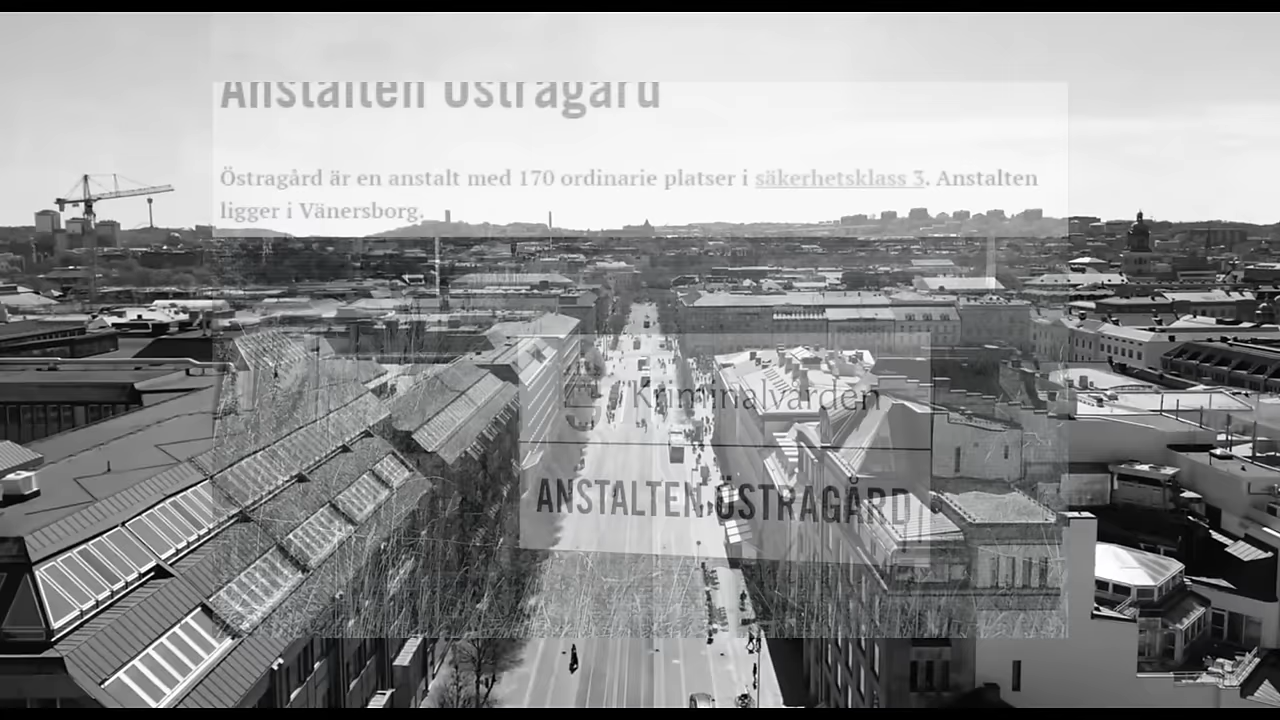 Anstalten Östragård
Östragård är en anstalt med 170 ordinarie platser i säkerhetsklass 3. Anstalten
ligger i Vänersborg.
Kriminalvården
ANSTALTEN ÖSTRAGÅRD